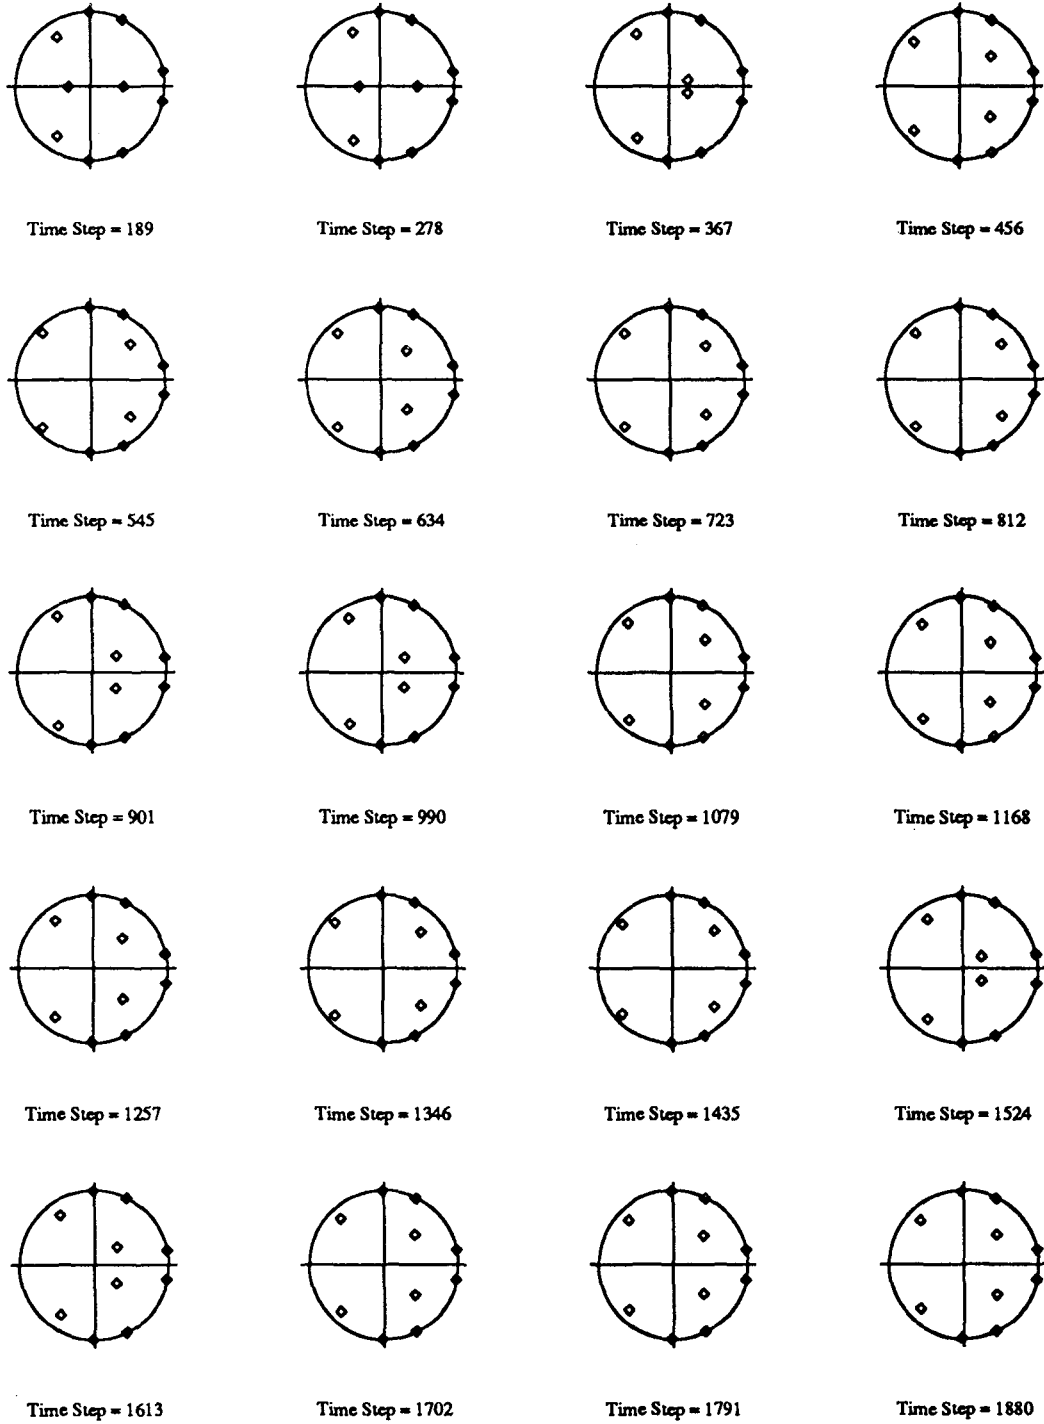 Time Step = 189
Time Step = 278
Time Step = 367
Time Step = 456
Time Step = 545
Time Step = 634
Time Step = 723
Time Step = 812
Time Step = 901
Time Step = 990
Time Step = 1079
Time Step = 1168
Time Step = 1257
Time Step = 1346
Time Step = 1435
Time Step = 1524
Time Step = 1613
Time Step = 1702
Time Step = 1791
Time Step = 1880